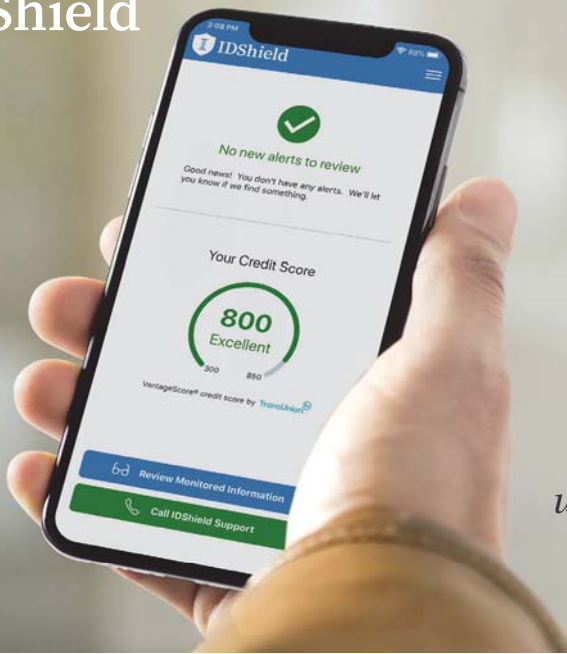 Shield
3:08 PM
88%
IDShield
No new alerts to review
Good news! You don't have any alerts. We'll let
you know if we find something.
Your Credit Score
800
Excellent
300 850
VantageScore® credit score by TransUnion
Review Monitored Information
Call IDShield Support